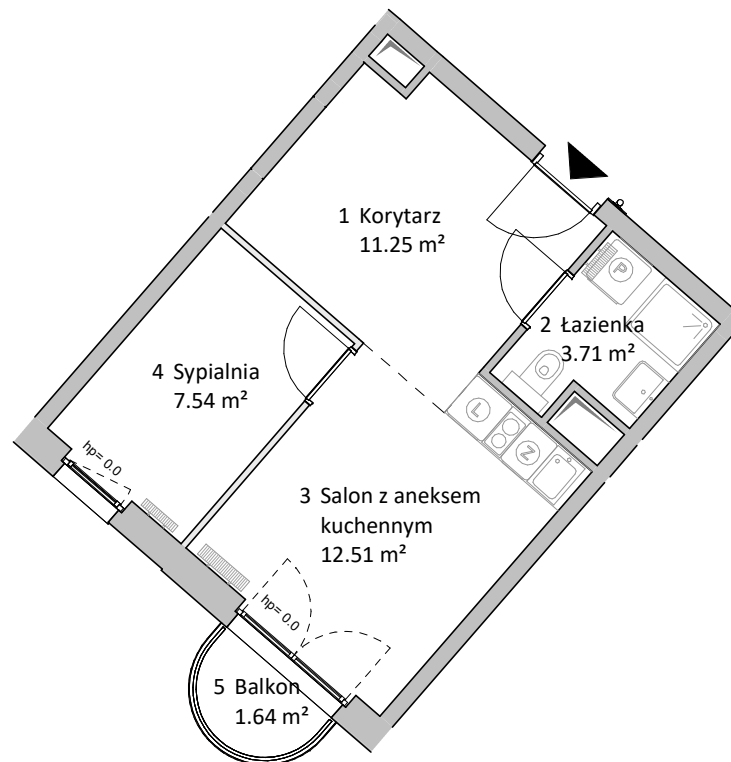 1 Korytarz
11.25 m²
P
2 Łazienka
3.71 m²
4 Sypialnia
7.54 m²
L
Z
hp= 0.0
3 Salon z aneksem
kuchennym
12.51 m²
hp= 0.0
5 Balkon
1.64 m²